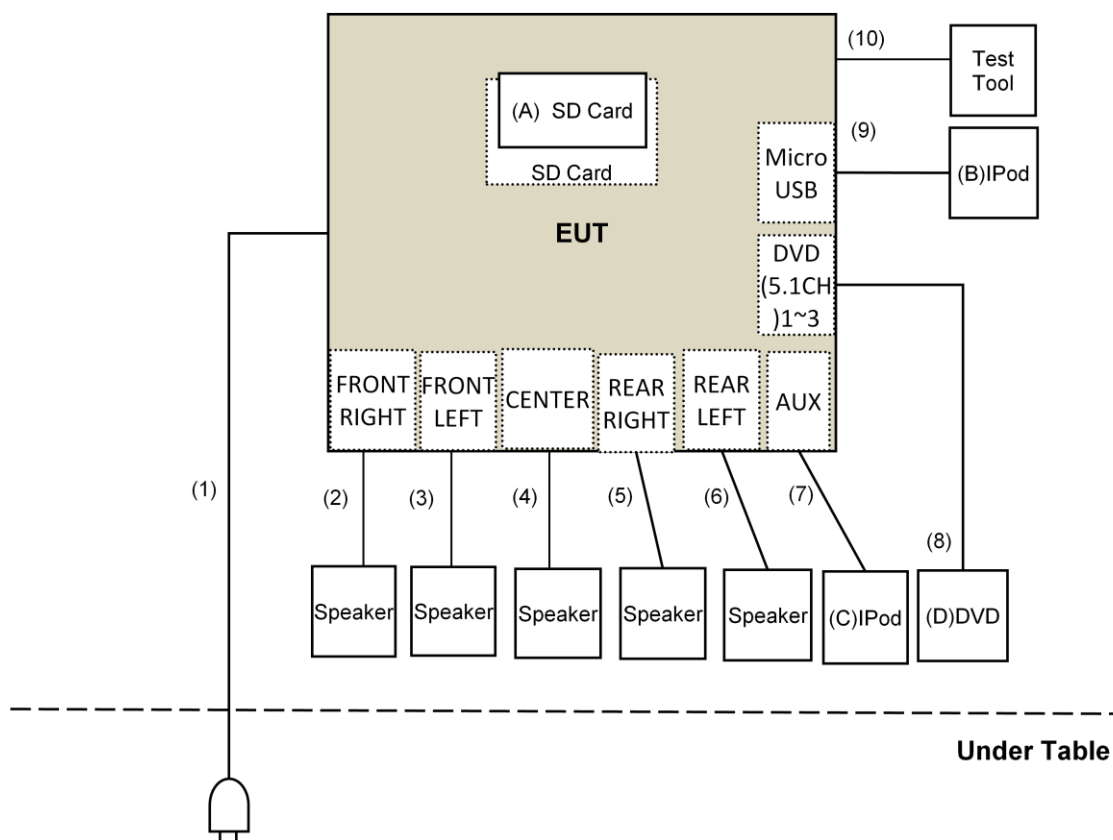 (10)
Test
Tool
(A) SD Card
SD Card
(9)
Micro
USB
(B)IPod
EUT
DVD
(5.1CH
)1~3
FRONT
RIGHT
FRONT
LEFT
CENTER
REAR
RIGHT
REAR
LEFT
AUX
(1)
(2)
(3)
(4)
(5)
(6)
(7)
(8)
Speaker
Speaker
Speaker
Speaker
Speaker
(C)IPod
(D)DVD
Under Table